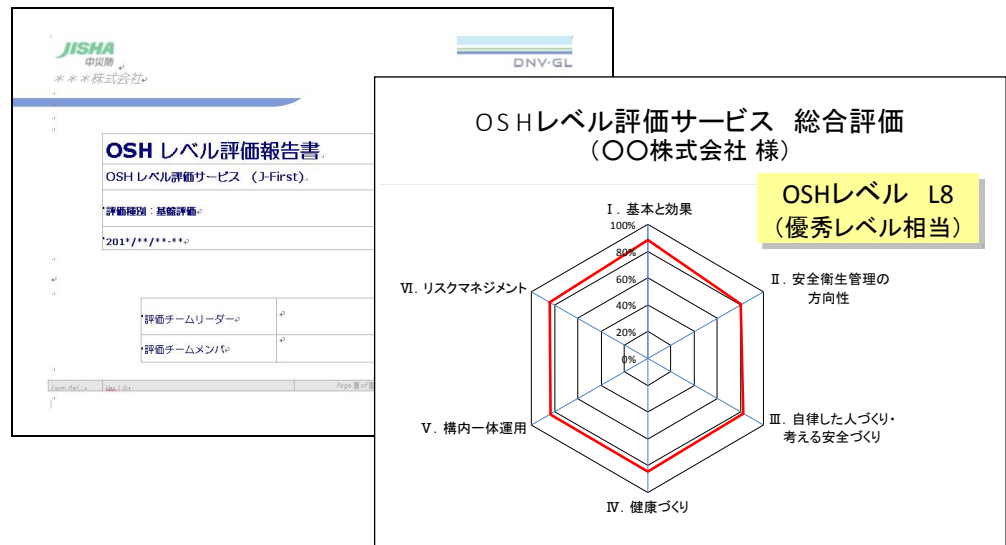 JISHA
中災防
＊＊＊株式会社
DNV·GL
OSH レベル評価報告書
OSH レベル評価サービス （J-First）
評価種別：基盤評価
201*/**/**-**
評価チームリーダー
評価チームメンバ
OSHレベル評価サービス 総合評価
（〇〇株式会社 様）
OSHレベル L8
（優秀レベル相当）
Ⅰ．基本と効果
100%
80%
60%
40%
20%
0%
Ⅱ．安全衛生管理の
方向性
Ⅲ．自律した人づくり・
考える安全づくり
Ⅳ．健康づくり
Ⅴ．構内一体運用
Ⅵ．リスクマネジメント